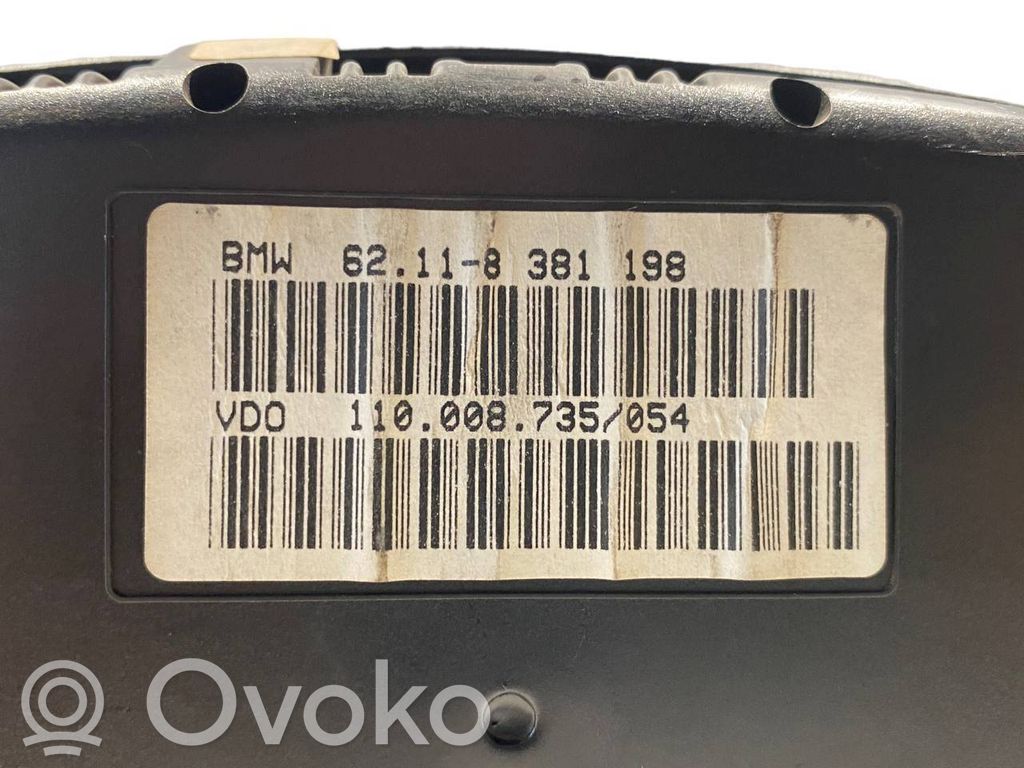 BMW 62.11-8 381 198
VDO 110.008.735/054
Ovoko